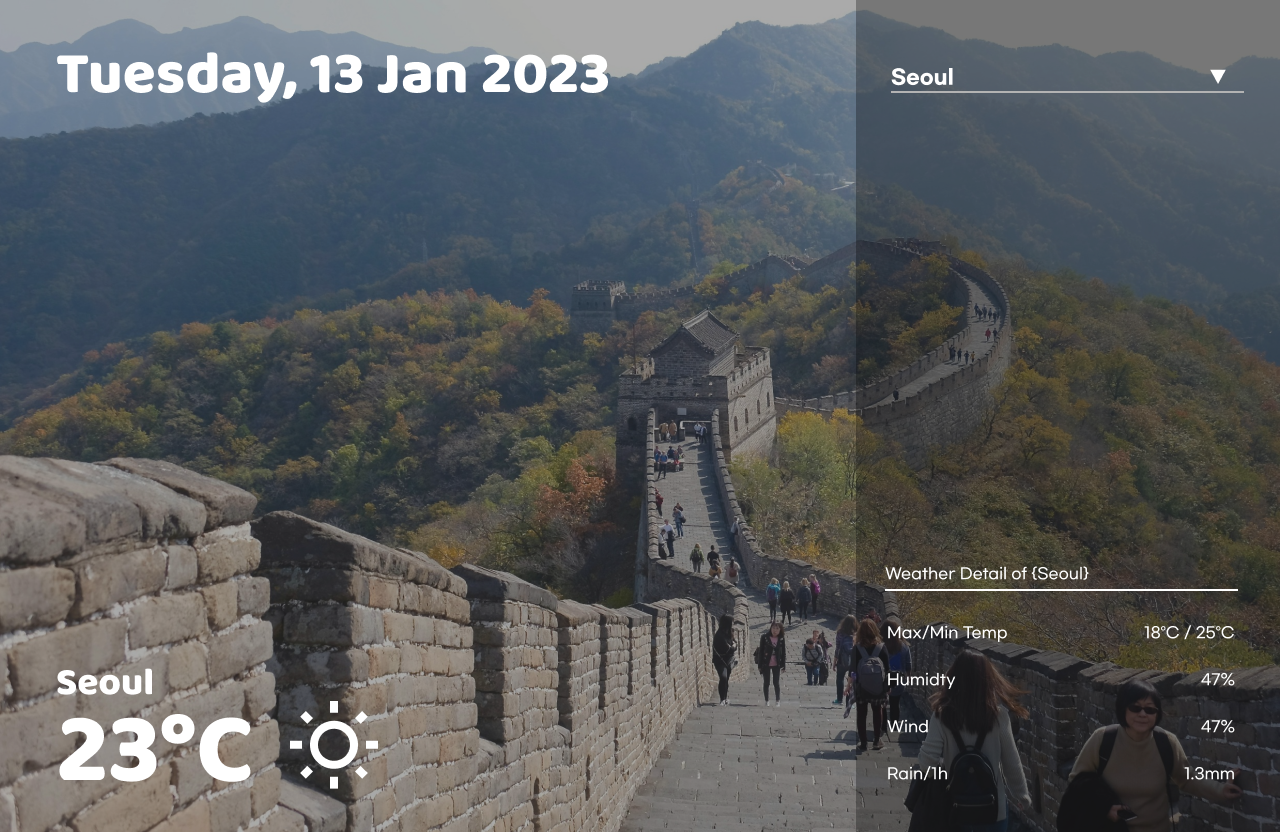 Tuesday, 13 Jan 2023
Seoul ▼
Weather Detail of {Seoul}
Max/Min Temp 18°C / 25°C
Humidty 47%
Wind 47%
Rain/1h 1.3mm
Seoul
23°C